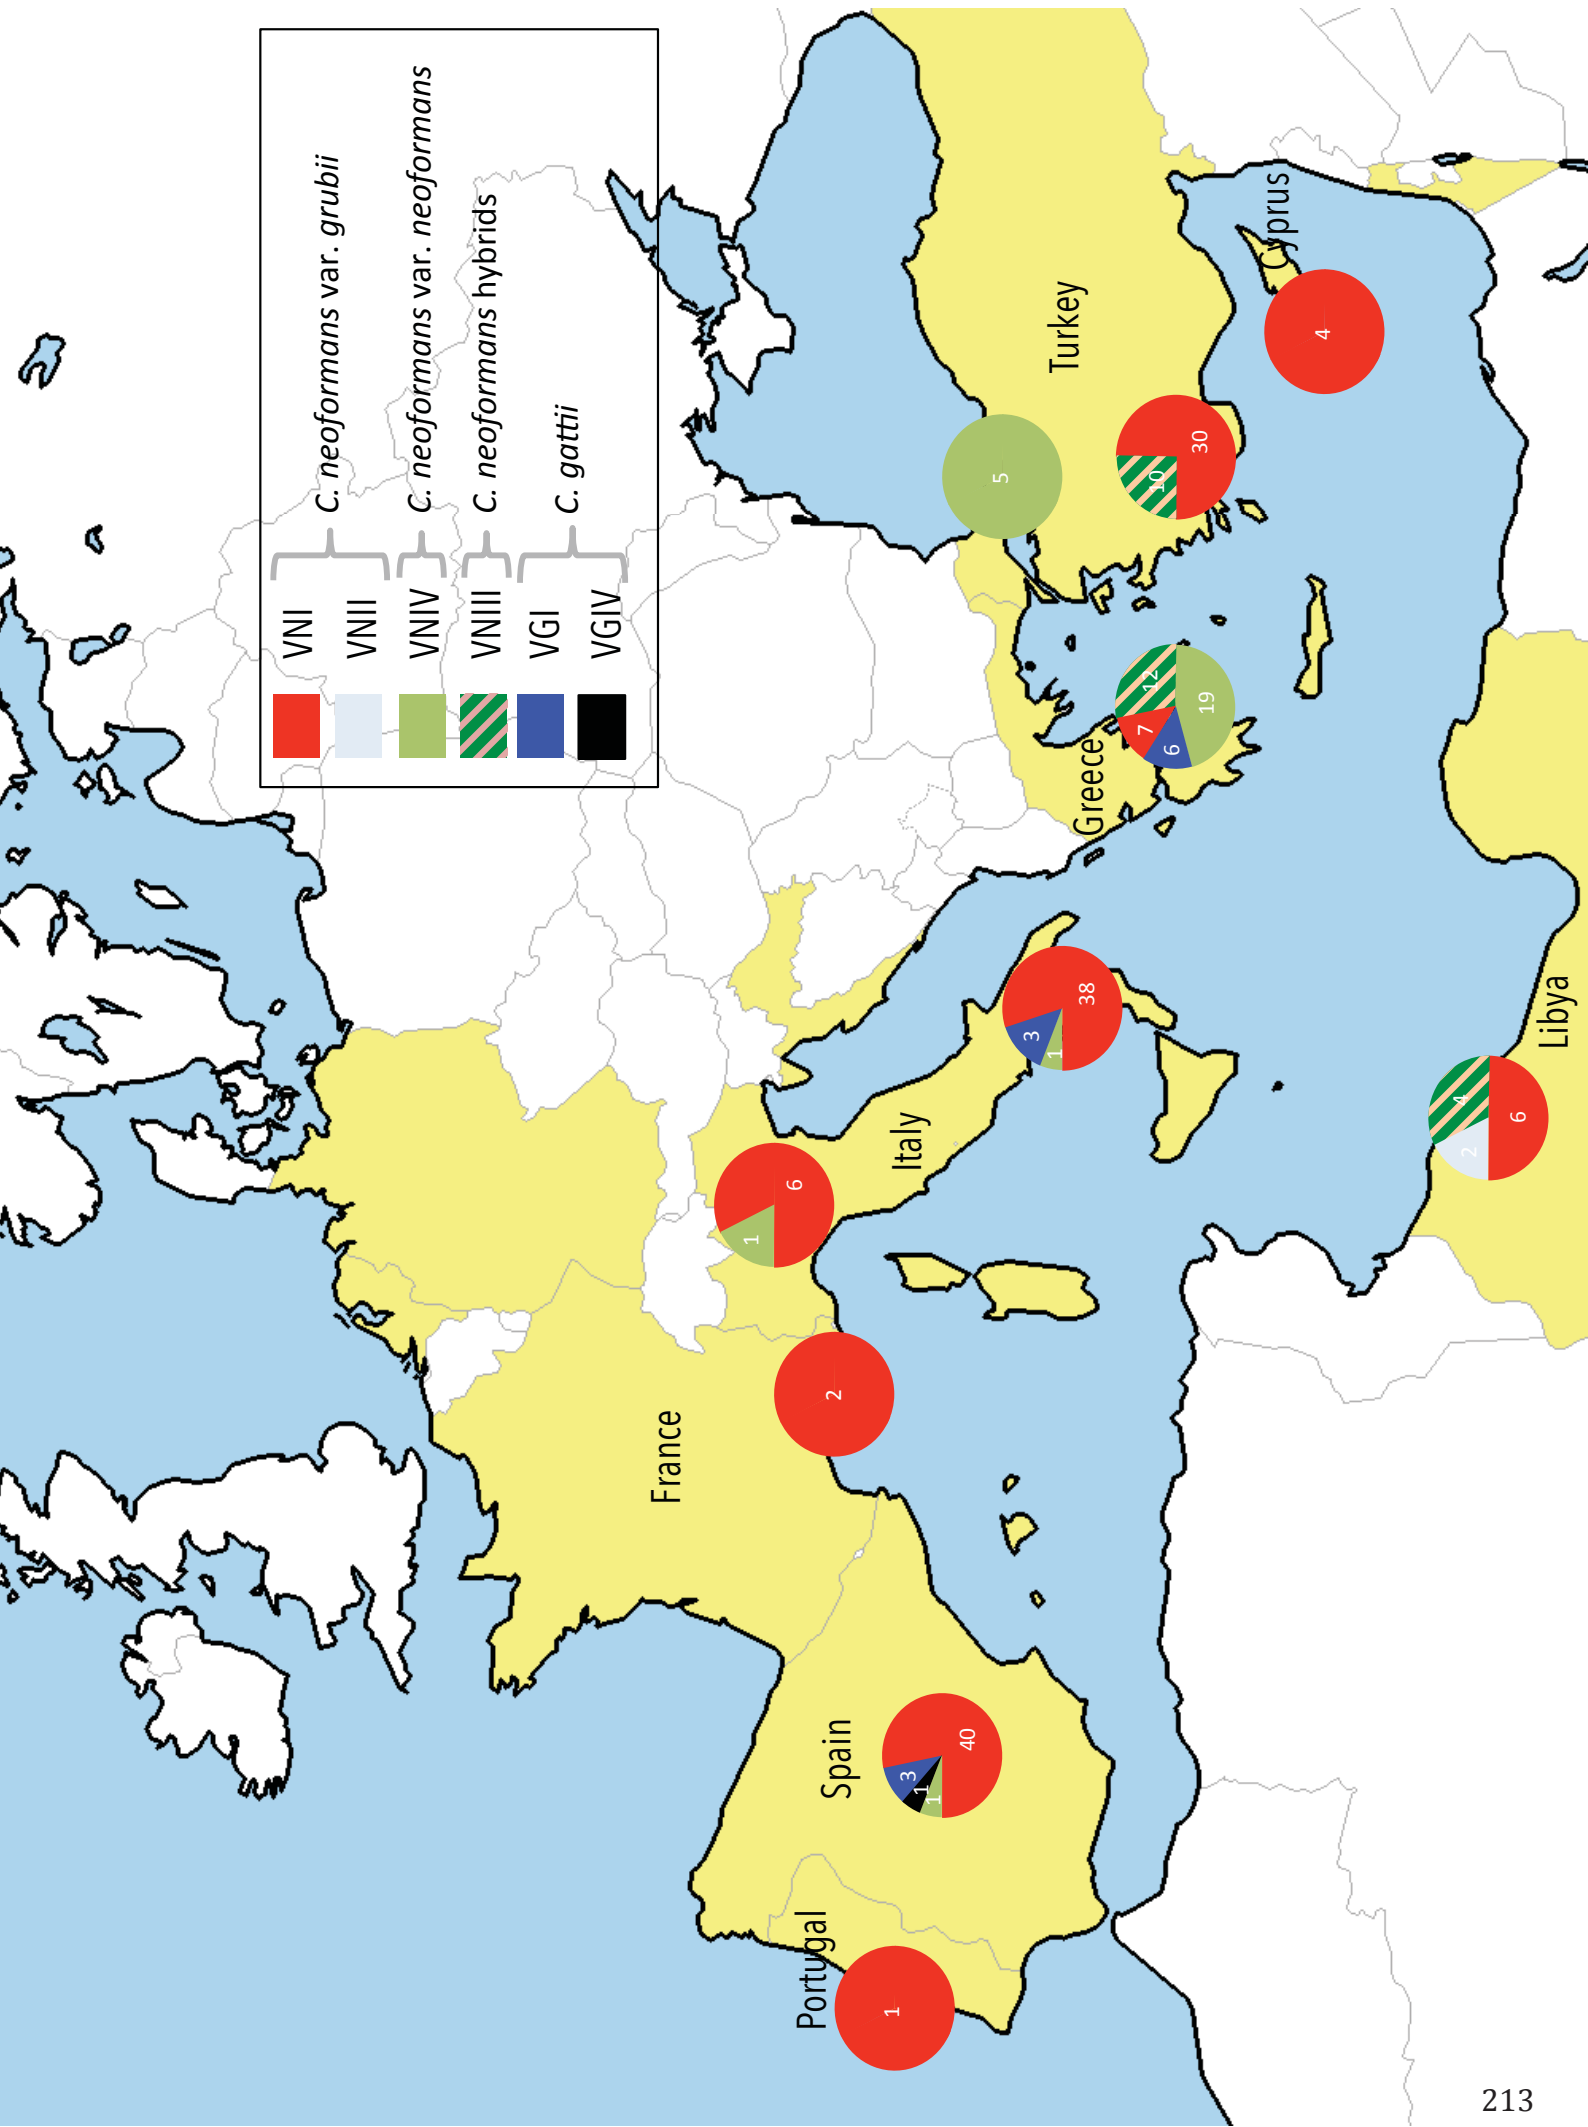 VNI
VNII
C. neoformans var. grubii
VNIV
C. neoformans var. neoformans
VNIII
C. neoformans hybrids
VGI
VGIV
C. gattii
France
2
6
1
Portugal
1
Spain
40
3
1
1
Italy
38
3
1
Greece
12
7
6
19
5
Turkey
10
30
Cyprus
4
Libya
4
2
6
213